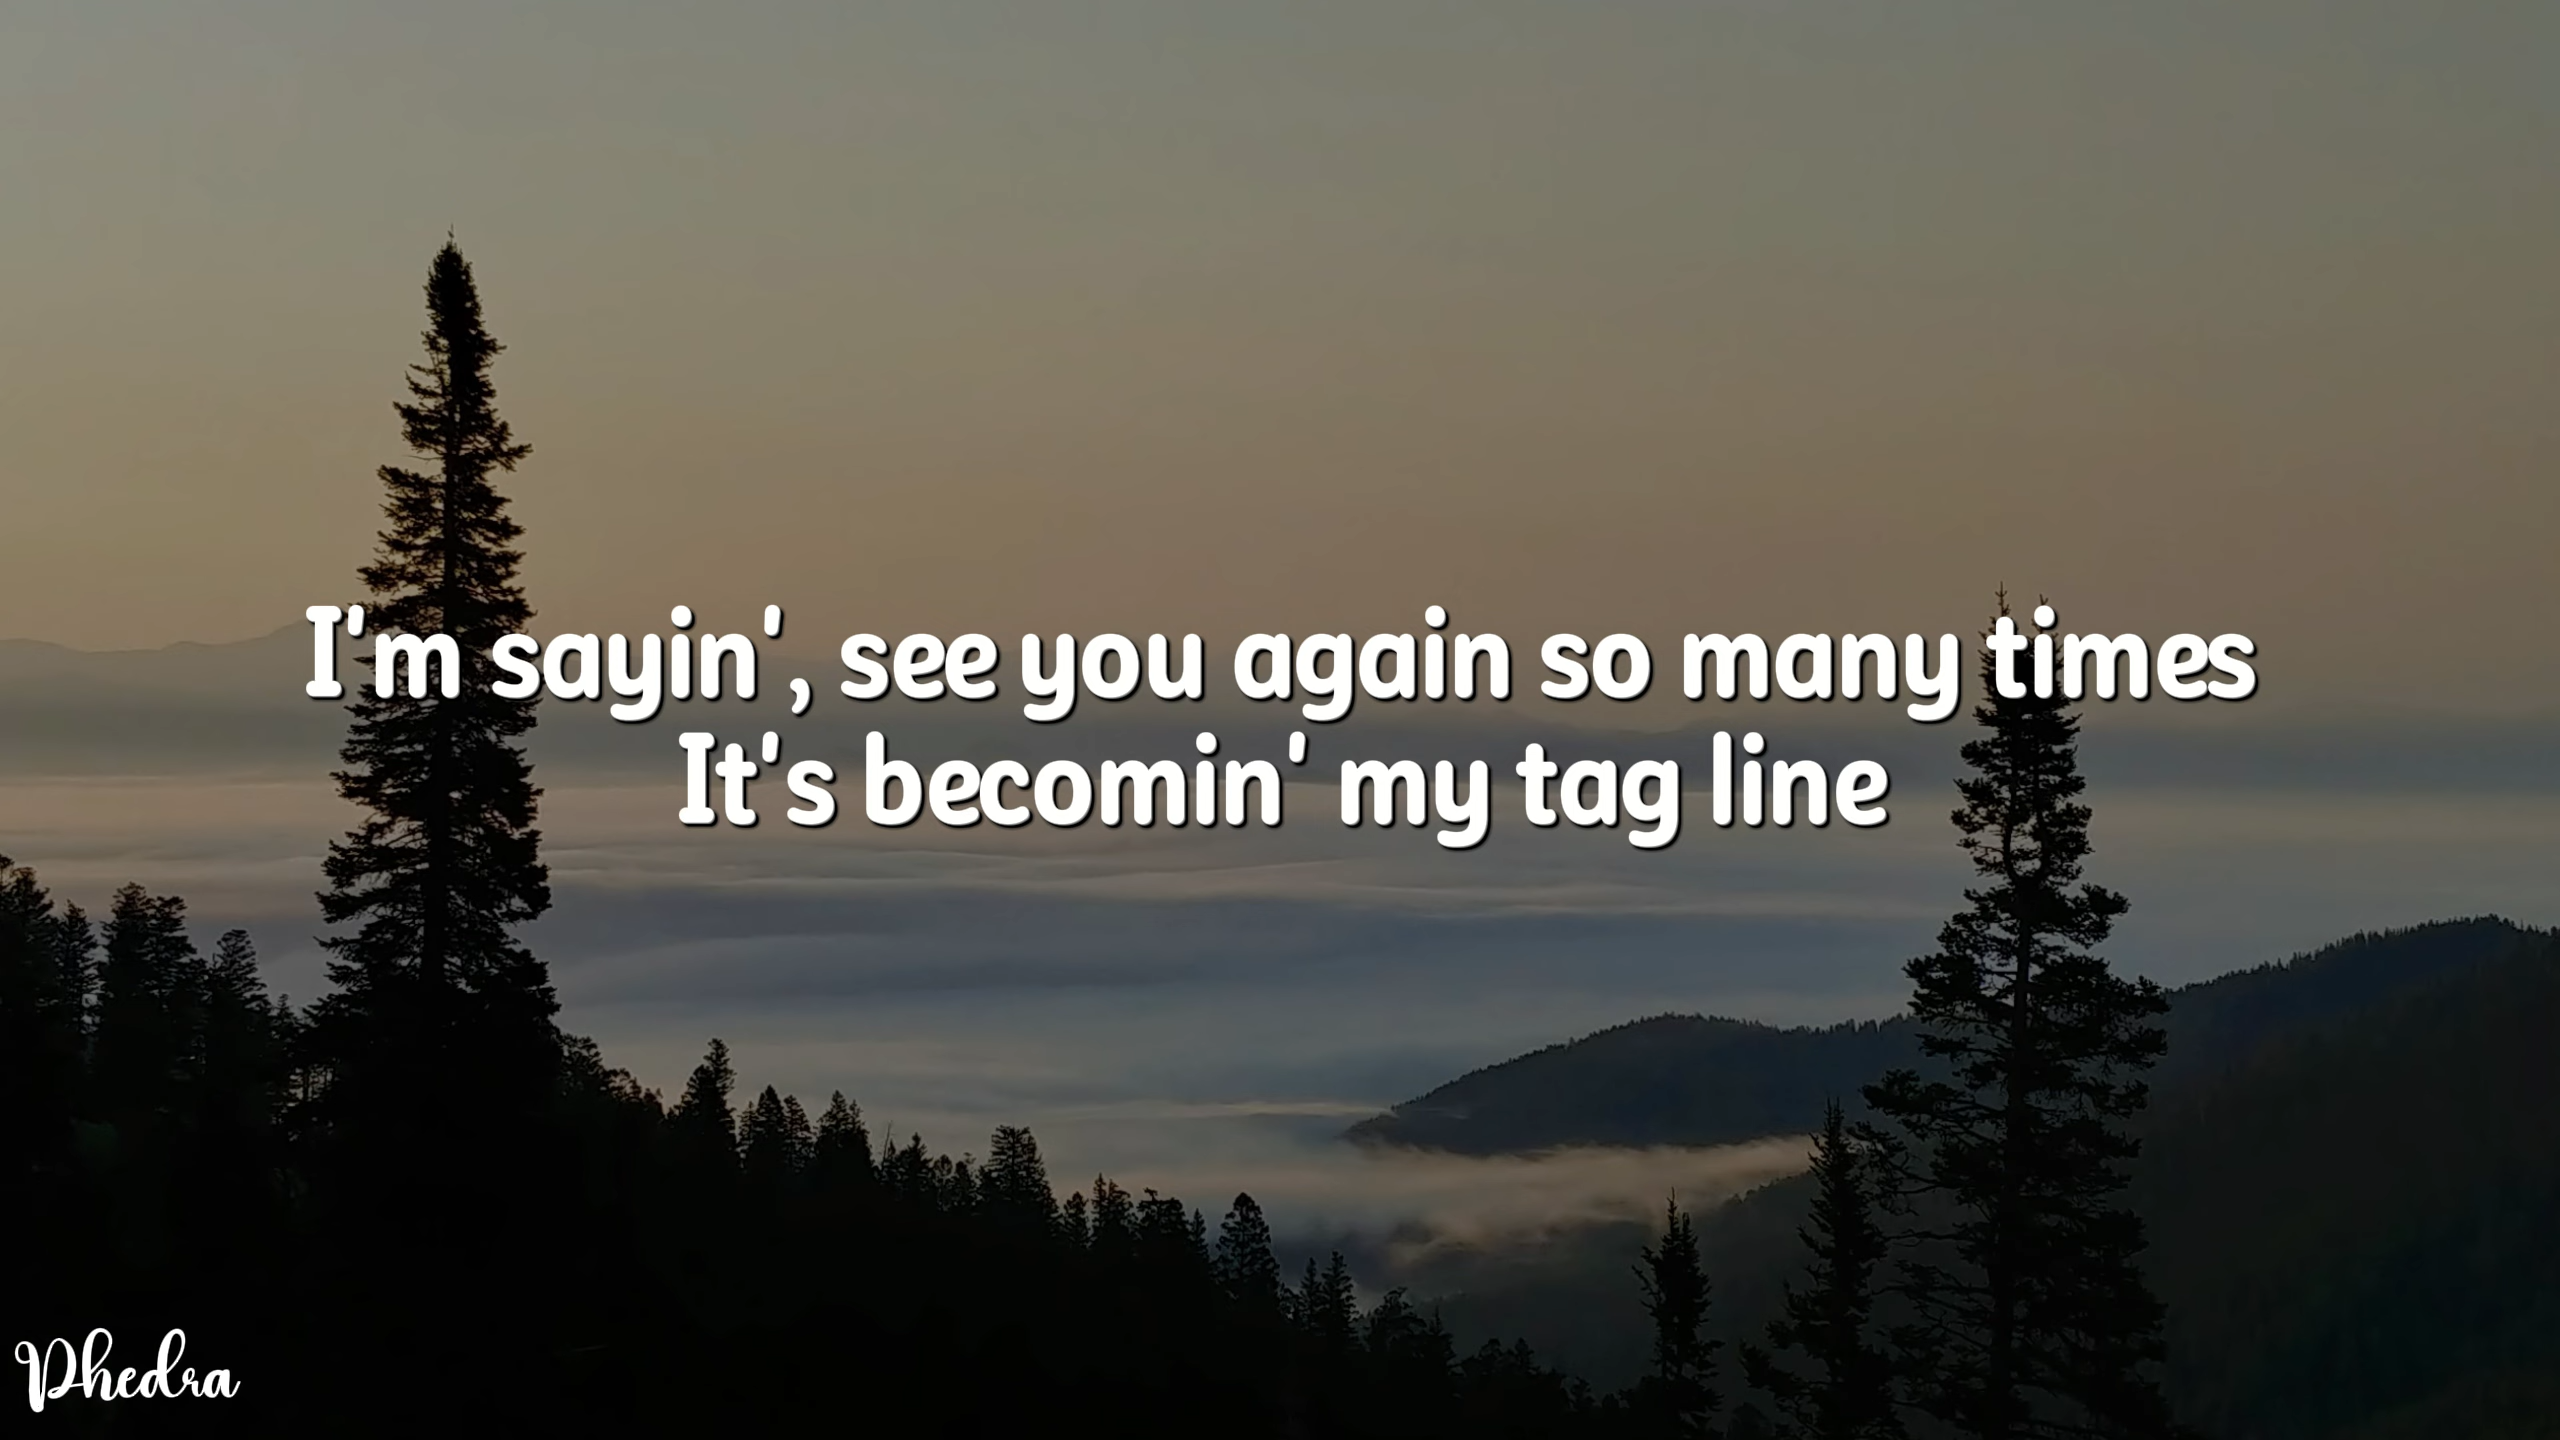 I'm sayin', see you again so many times
It's becomin' my tag line
Phedra